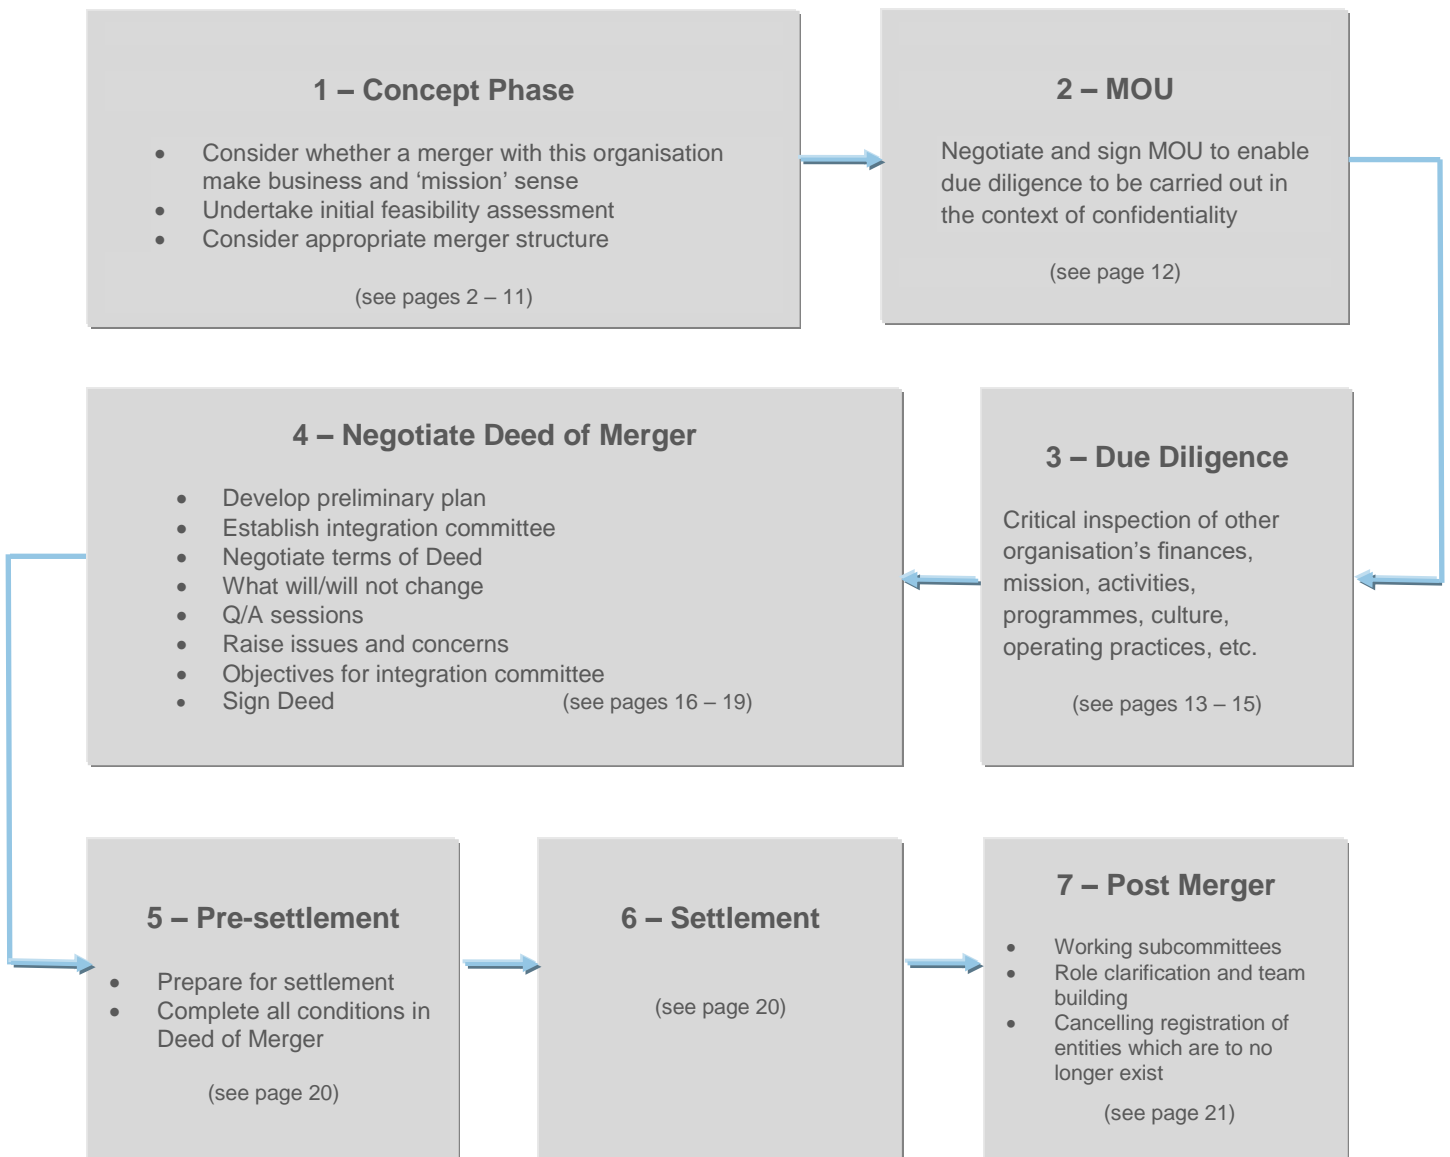 1 – Concept Phase
• Consider whether a merger with this organisation
make business and ‘mission’ sense
• Undertake initial feasibility assessment
• Consider appropriate merger structure
(see pages 2 – 11)
2 – MOU
Negotiate and sign MOU to enable
due diligence to be carried out in
the context of confidentiality
(see page 12)
3 – Due Diligence
Critical inspection of other
organisation’s finances,
mission, activities,
programmes, culture,
operating practices, etc.
(see pages 13 – 15)
4 – Negotiate Deed of Merger
• Develop preliminary plan
• Establish integration committee
• Negotiate terms of Deed
• What will/will not change
• Q/A sessions
• Raise issues and concerns
• Objectives for integration committee
• Sign Deed (see pages 16 – 19)
5 – Pre-settlement
• Prepare for settlement
• Complete all conditions in
Deed of Merger
(see page 20)
6 – Settlement
(see page 20)
7 – Post Merger
• Working subcommittees
• Role clarification and team
building
• Cancelling registration of
entities which are to no
longer exist
(see page 21)